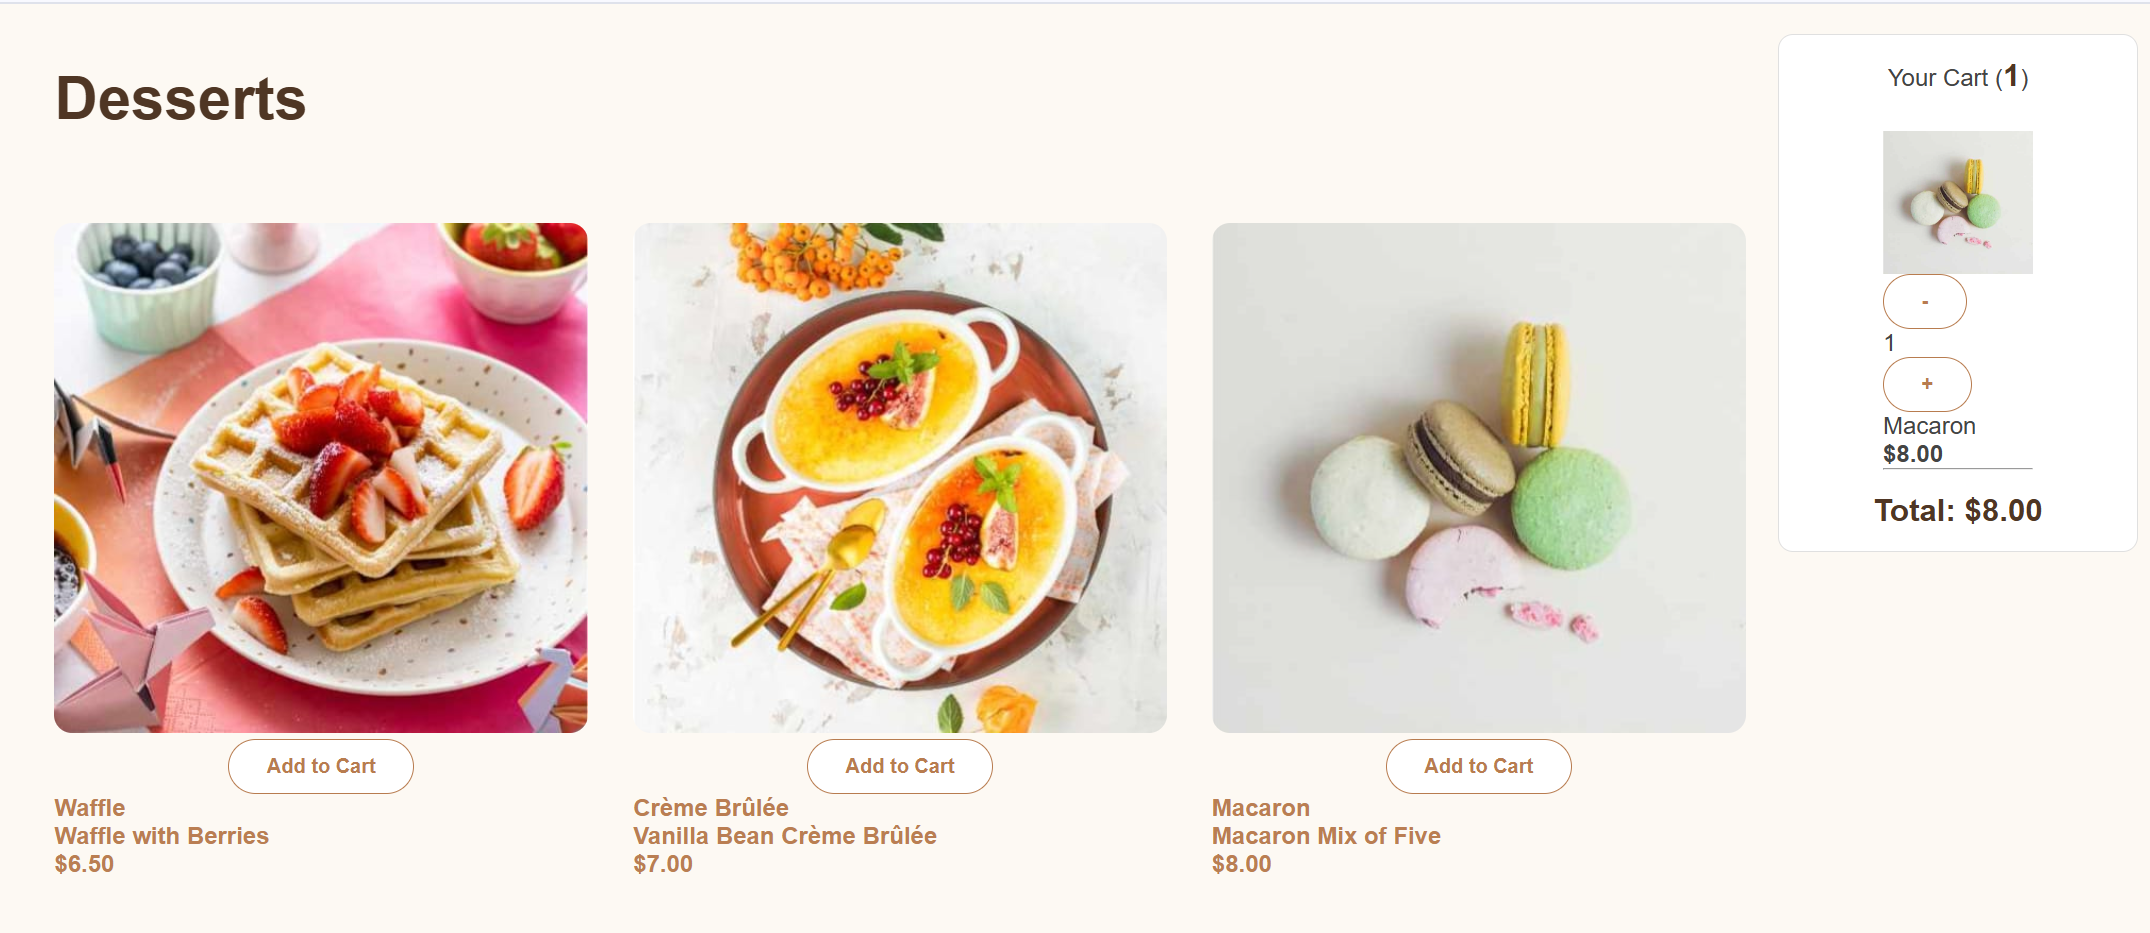 Desserts
Add to Cart
Waffle
Waffle with Berries
$6.50
Add to Cart
Crème Brûlée
Vanilla Bean Crème Brûlée
$7.00
Add to Cart
Macaron
Macaron Mix of Five
$8.00
Your Cart (1)
-
1
+
Macaron
$8.00
Total: $8.00